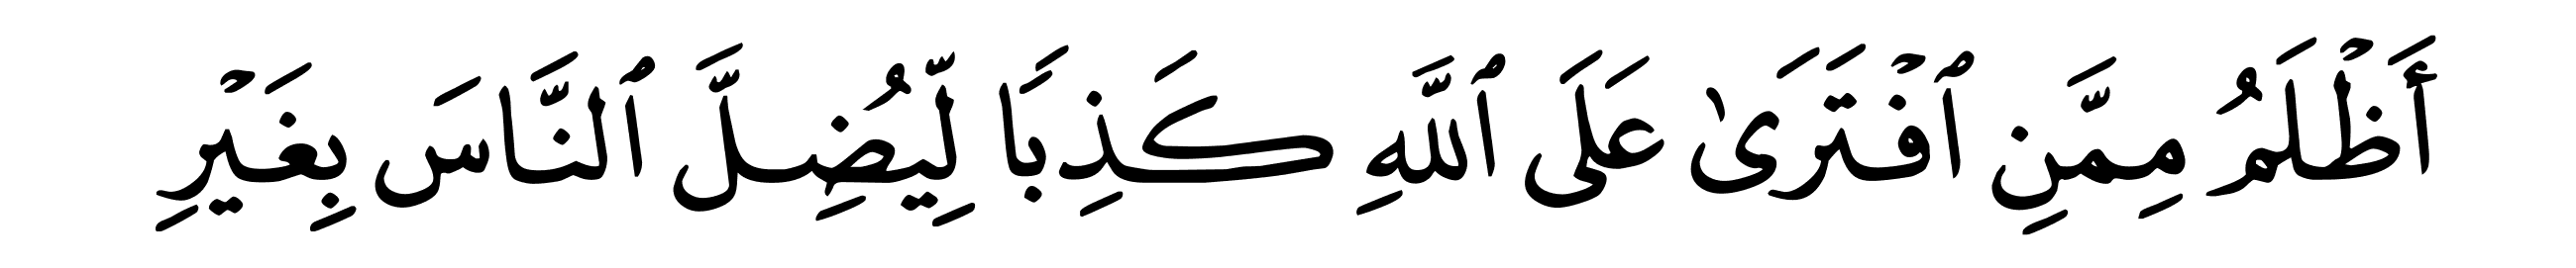 أَظْلَمُ مِمَّنِ ٱفْتَرَىٰ عَلَى ٱللَّهِ كَذِبًا لِّيُضِلَّ ٱلنَّاسَ بِغَيْرِ